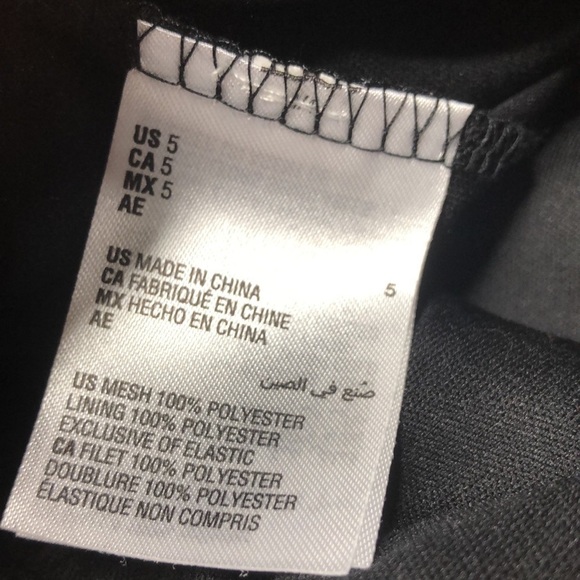 US 5
CA 5
MX 5
AE
5
US MADE IN CHINA
CA FABRIQUÉ EN CHINE
MX HECHO EN CHINA
AE
صُنع في الصين
US MESH 100% POLYESTER
LINING 100% POLYESTER
EXCLUSIVE OF ELASTIC
CA FILET 100% POLYESTER
DOUBLURE 100% POLYESTER
ÉLASTIQUE NON COMPRIS